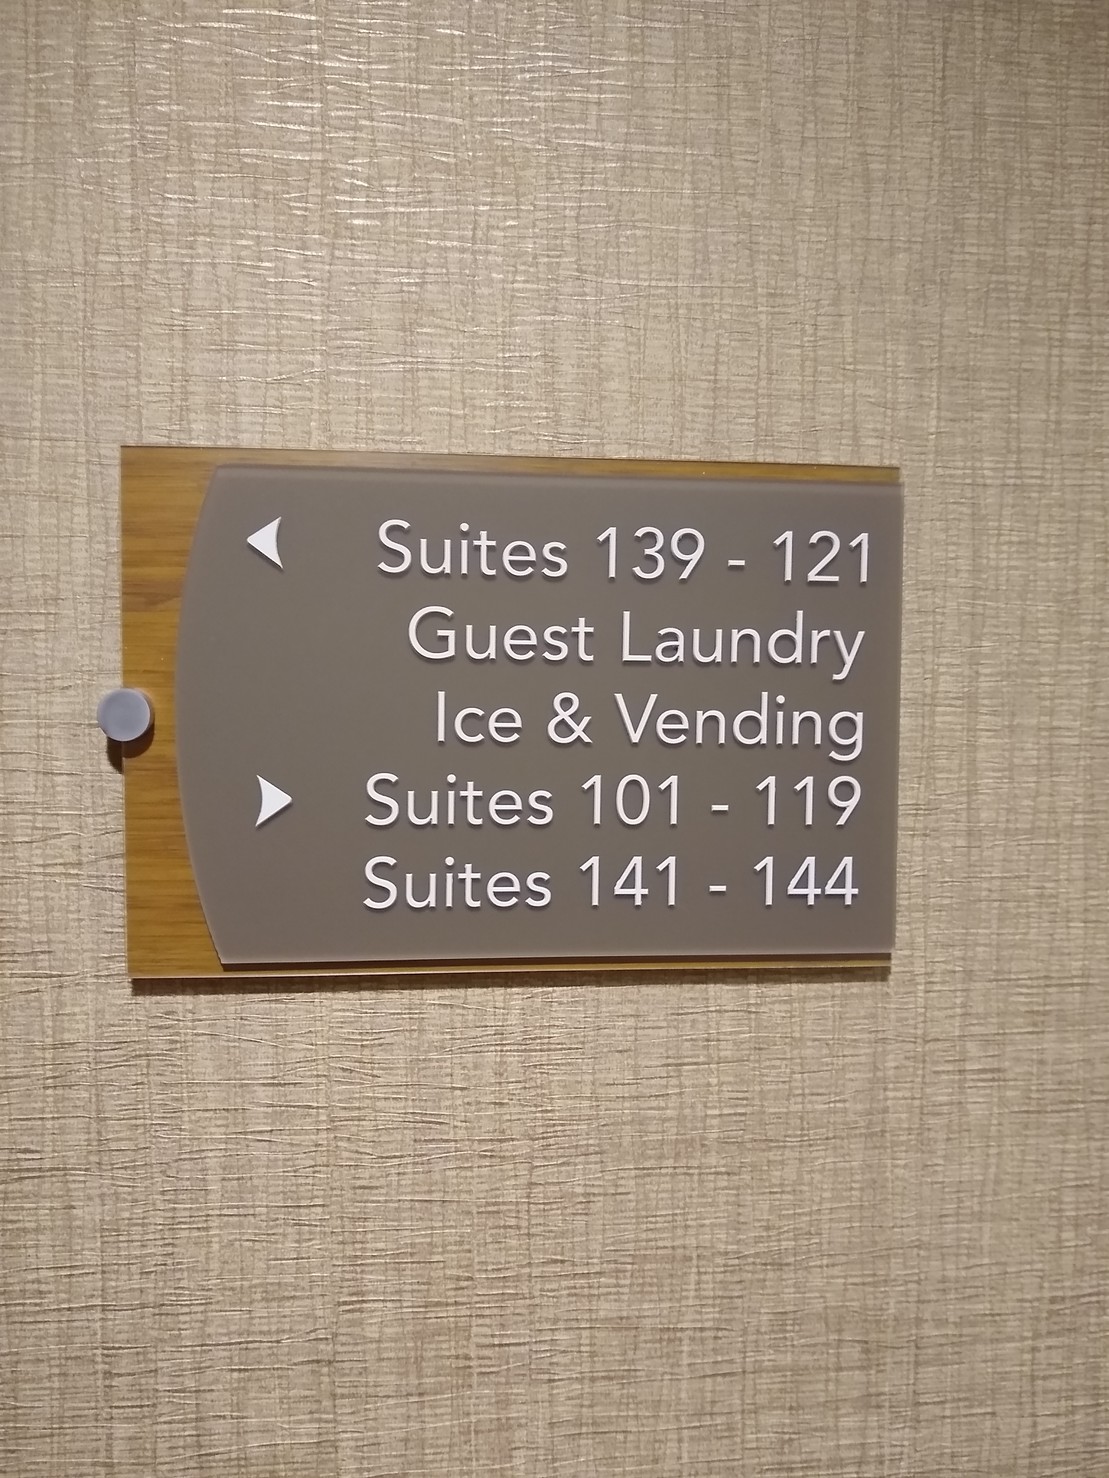 Suites 139 - 121
Guest Laundry
Ice & Vending
Suites 101 - 119
Suites 141 - 144